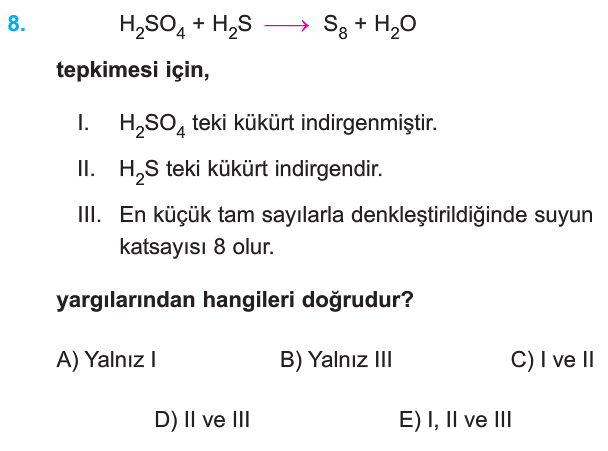 8. H₂SO₄ + H₂S ⟶ S₈ + H₂O
tepkimesi için,
I. H₂SO₄ teki kükürt indirgenmiştir.
II. H₂S teki kükürt indirgendir.
III. En küçük tam sayılarla denkleştirildiğinde suyun
katsayısı 8 olur.
yargılarından hangileri doğrudur?
A) Yalnız I B) Yalnız III C) I ve II
D) II ve III E) I, II ve III